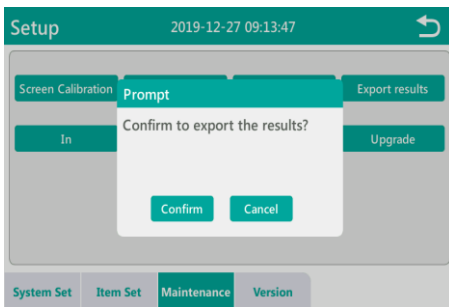 Setup 2019-12-27 09:13:47
Screen Calibration Export results
Prompt
Confirm to export the results?
In Upgrade
Confirm Cancel
System Set Item Set Maintenance Version